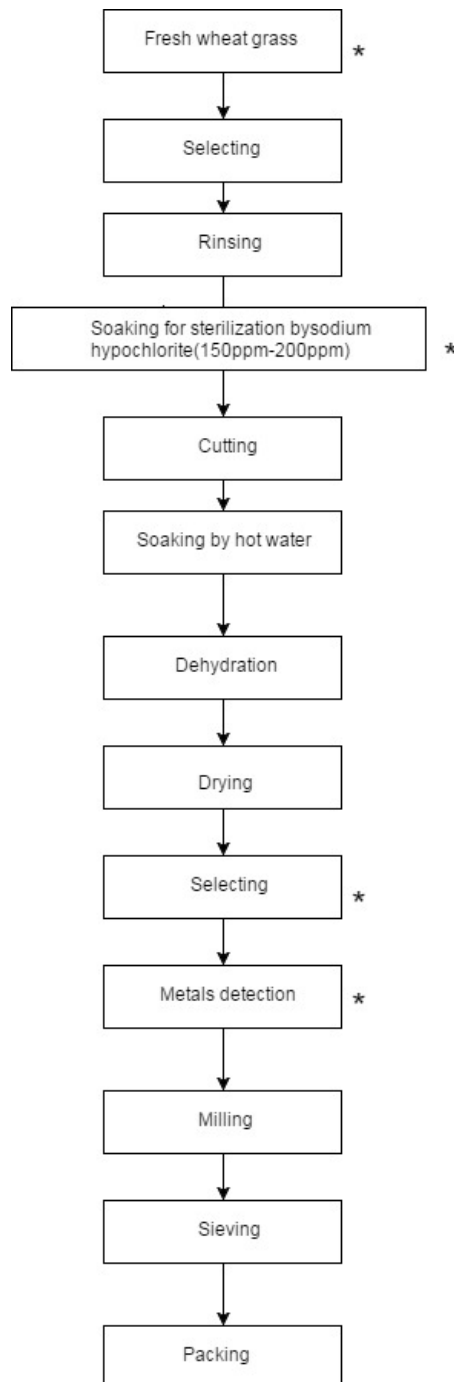 Fresh wheat grass
*
Selecting
Rinsing
Soaking for sterilization bysodium
hypochlorite(150ppm-200ppm)
*
Cutting
Soaking by hot water
Dehydration
Drying
Selecting
*
Metals detection
*
Milling
Sieving
Packing